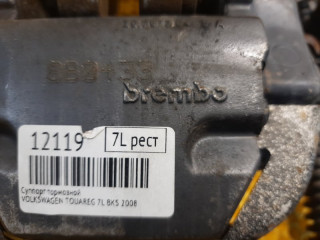 brembo
12119
7L рест
Суппорт тормозной
VOLKSWAGEN TOUAREG 7L BKS 2008